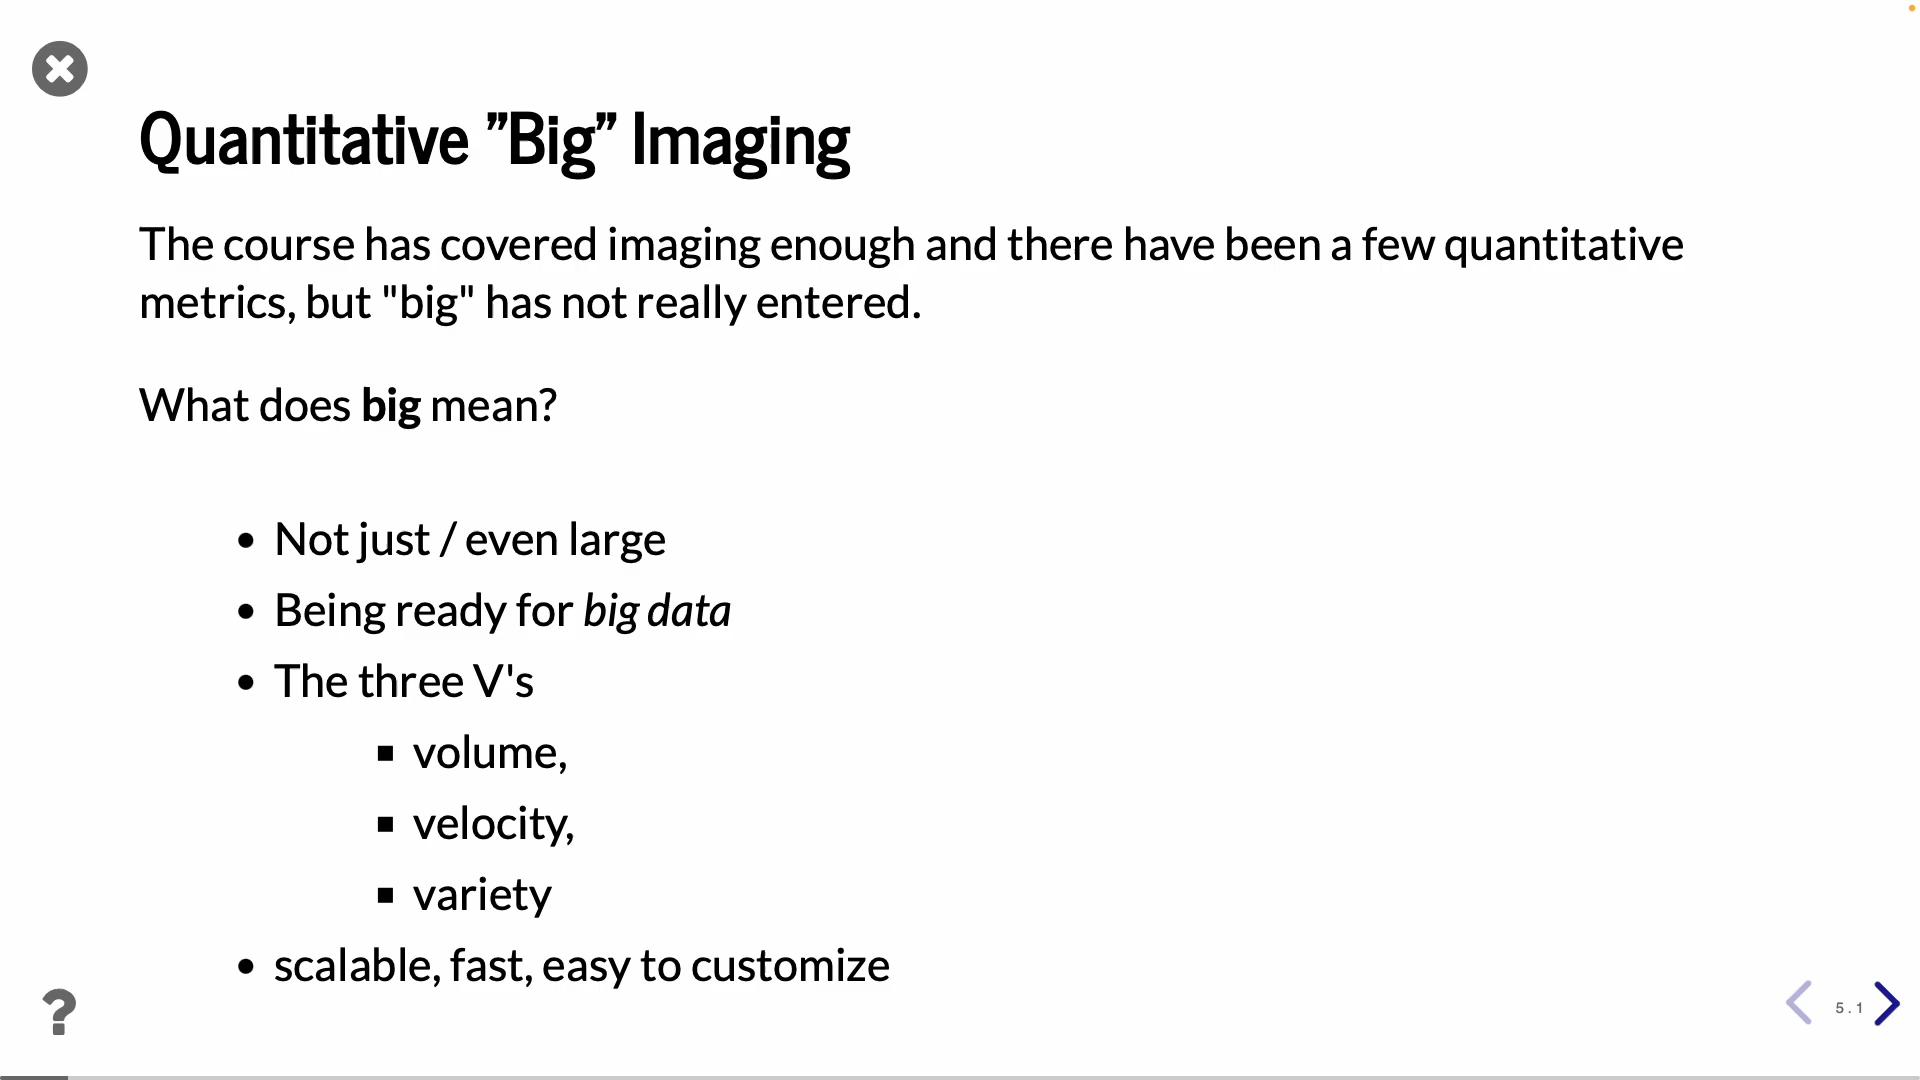 Quantitative ”Big” Imaging
The course has covered imaging enough and there have been a few quantitative
metrics, but "big" has not really entered.
What does big mean?
• Not just / even large
• Being ready for big data
• The three V's
▪ volume,
▪ velocity,
▪ variety
• scalable, fast, easy to customize
?
5 . 1